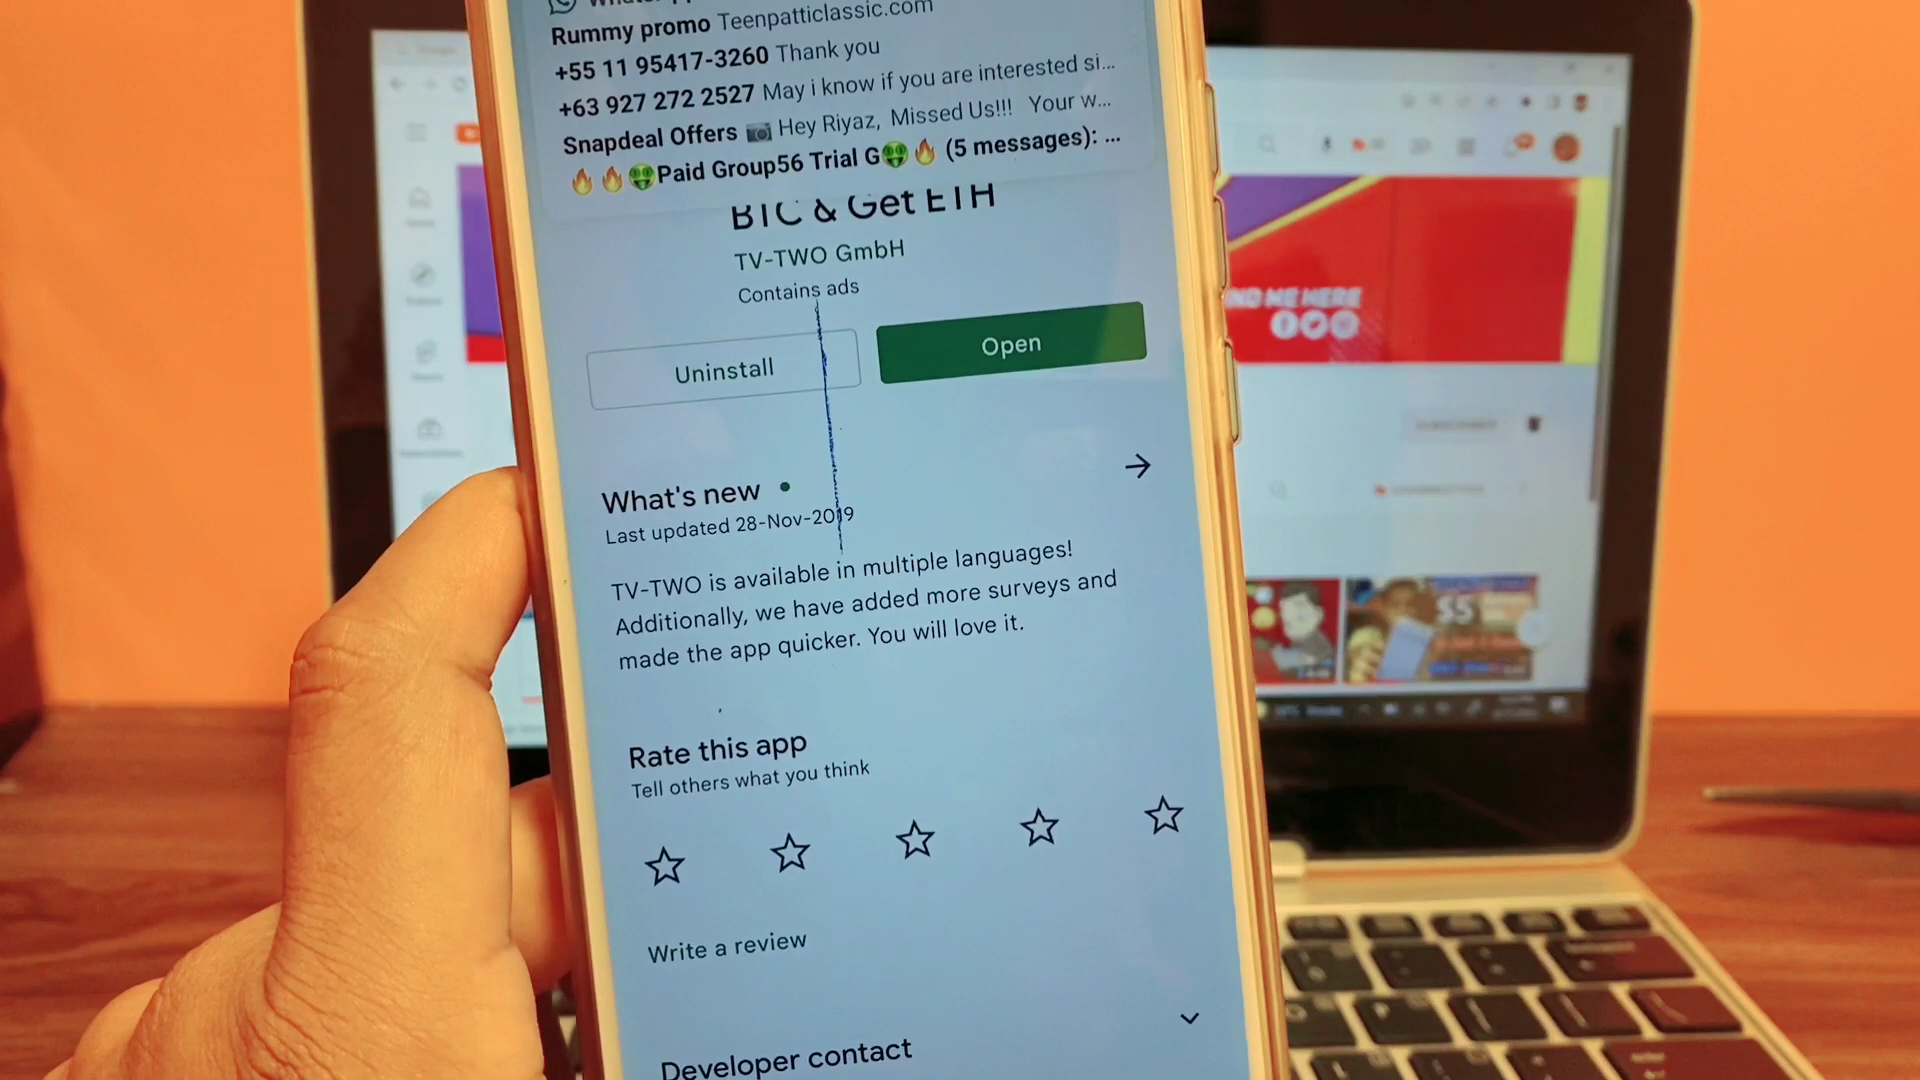 Rummy promo Teenpatticlassic.com
+55 11 95417-3260 Thank you
+63 927 272 2527 May i know if you are interested si...
Snapdeal Offers 📷 Hey Riyaz, Missed Us!!! Your w...
🔥🔥🤑Paid Group56 Trial G🤑🔥 (5 messages): ...
BTC & Get ETH
TV-TWO GmbH
Contains ads
Uninstall
Open
What's new •
Last updated 28-Nov-2019
TV-TWO is available in multiple languages!
Additionally, we have added more surveys and
made the app quicker. You will love it.
Rate this app
Tell others what you think
Write a review
Developer contact
ND ME HERE
$5